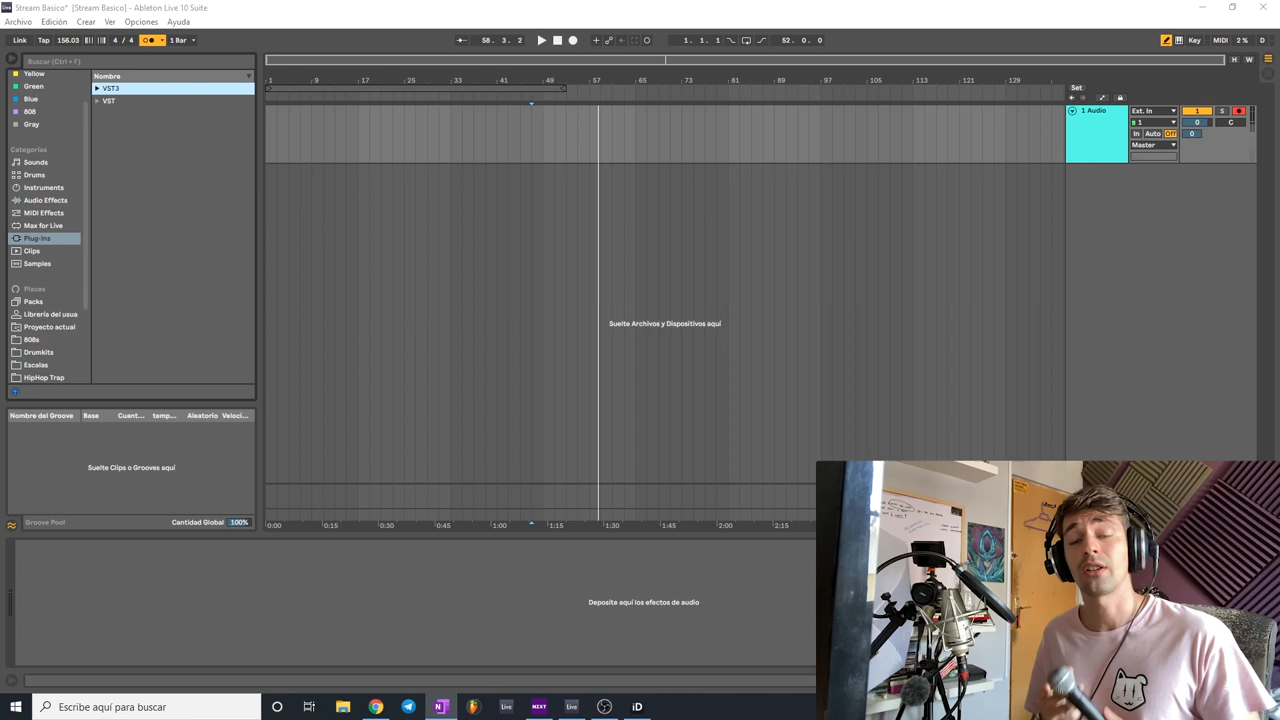 Stream Basico* [Stream Basico] - Ableton Live 10 Suite
Archivo Edición Crear Ver Opciones Ayuda
Link Tap 156.03 4 / 4 1 Bar 58. 3. 2 1. 1. 1 52. 0. 0 Key MIDI 2 % D
Buscar (Ctrl + F)
H W
Yellow
Green
Blue
808
Gray
Categorías
Sounds
Drums
Instruments
Audio Effects
MIDI Effects
Max for Live
Plug-Ins
Clips
Samples
Places
Packs
Librería del usua
Proyecto actual
808s
Drumkits
Escalas
HipHop Trap
Nombre
VST3
VST
1 9 17 25 33 41 49 57 65 73 81 89 97 105 113 121 129
Set
1 Audio
Ext. In
1
In Auto Off
Master
1 S
0 C
0
Suelte Archivos y Dispositivos aquí
Nombre del Groove Base Cuant... temp... Aleatorio Veloci...
Suelte Clips o Grooves aquí
Groove Pool Cantidad Global 100%
0:00 0:15 0:30 0:45 1:00 1:15 1:30 1:45 2:00 2:15
Deposite aquí los efectos de audio
Escribe aquí para buscar
N Live NXT Live iD